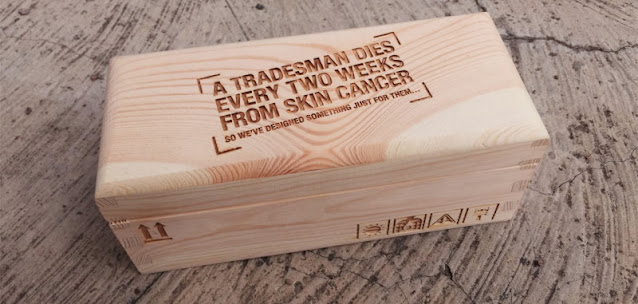 A TRADESMAN DIES
EVERY TWO WEEKS
FROM SKIN CANCER
SO WE'VE DESIGNED SOMETHING JUST FOR THEM...